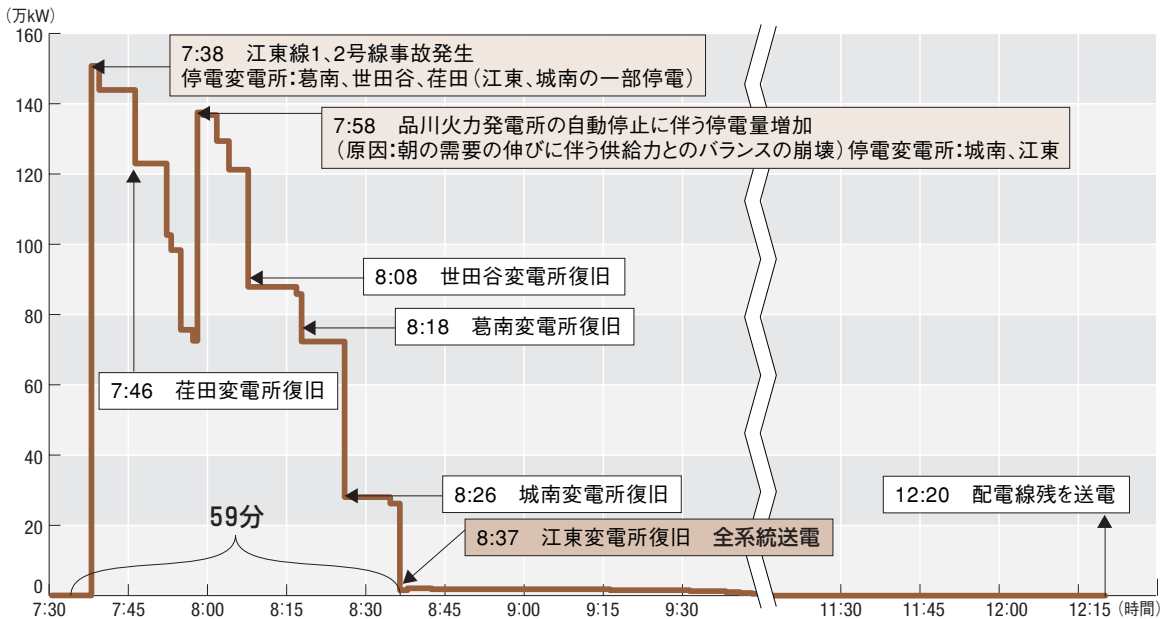 (万kW)
160
140
120
100
80
60
40
20
0
7:38 江東線1、2号線事故発生
停電変電所:葛南、世田谷、荏田(江東、城南の一部停電)
7:58 品川火力発電所の自動停止に伴う停電量増加
(原因:朝の需要の伸びに伴う供給力とのバランスの崩壊)停電変電所:城南、江東
8:08 世田谷変電所復旧
8:18 葛南変電所復旧
7:46 荏田変電所復旧
8:26 城南変電所復旧
12:20 配電線残を送電
59分
8:37 江東変電所復旧 全系統送電
7:30 7:45 8:00 8:15 8:30 8:45 9:00 9:15 9:30 11:30 11:45 12:00 12:15 (時間)